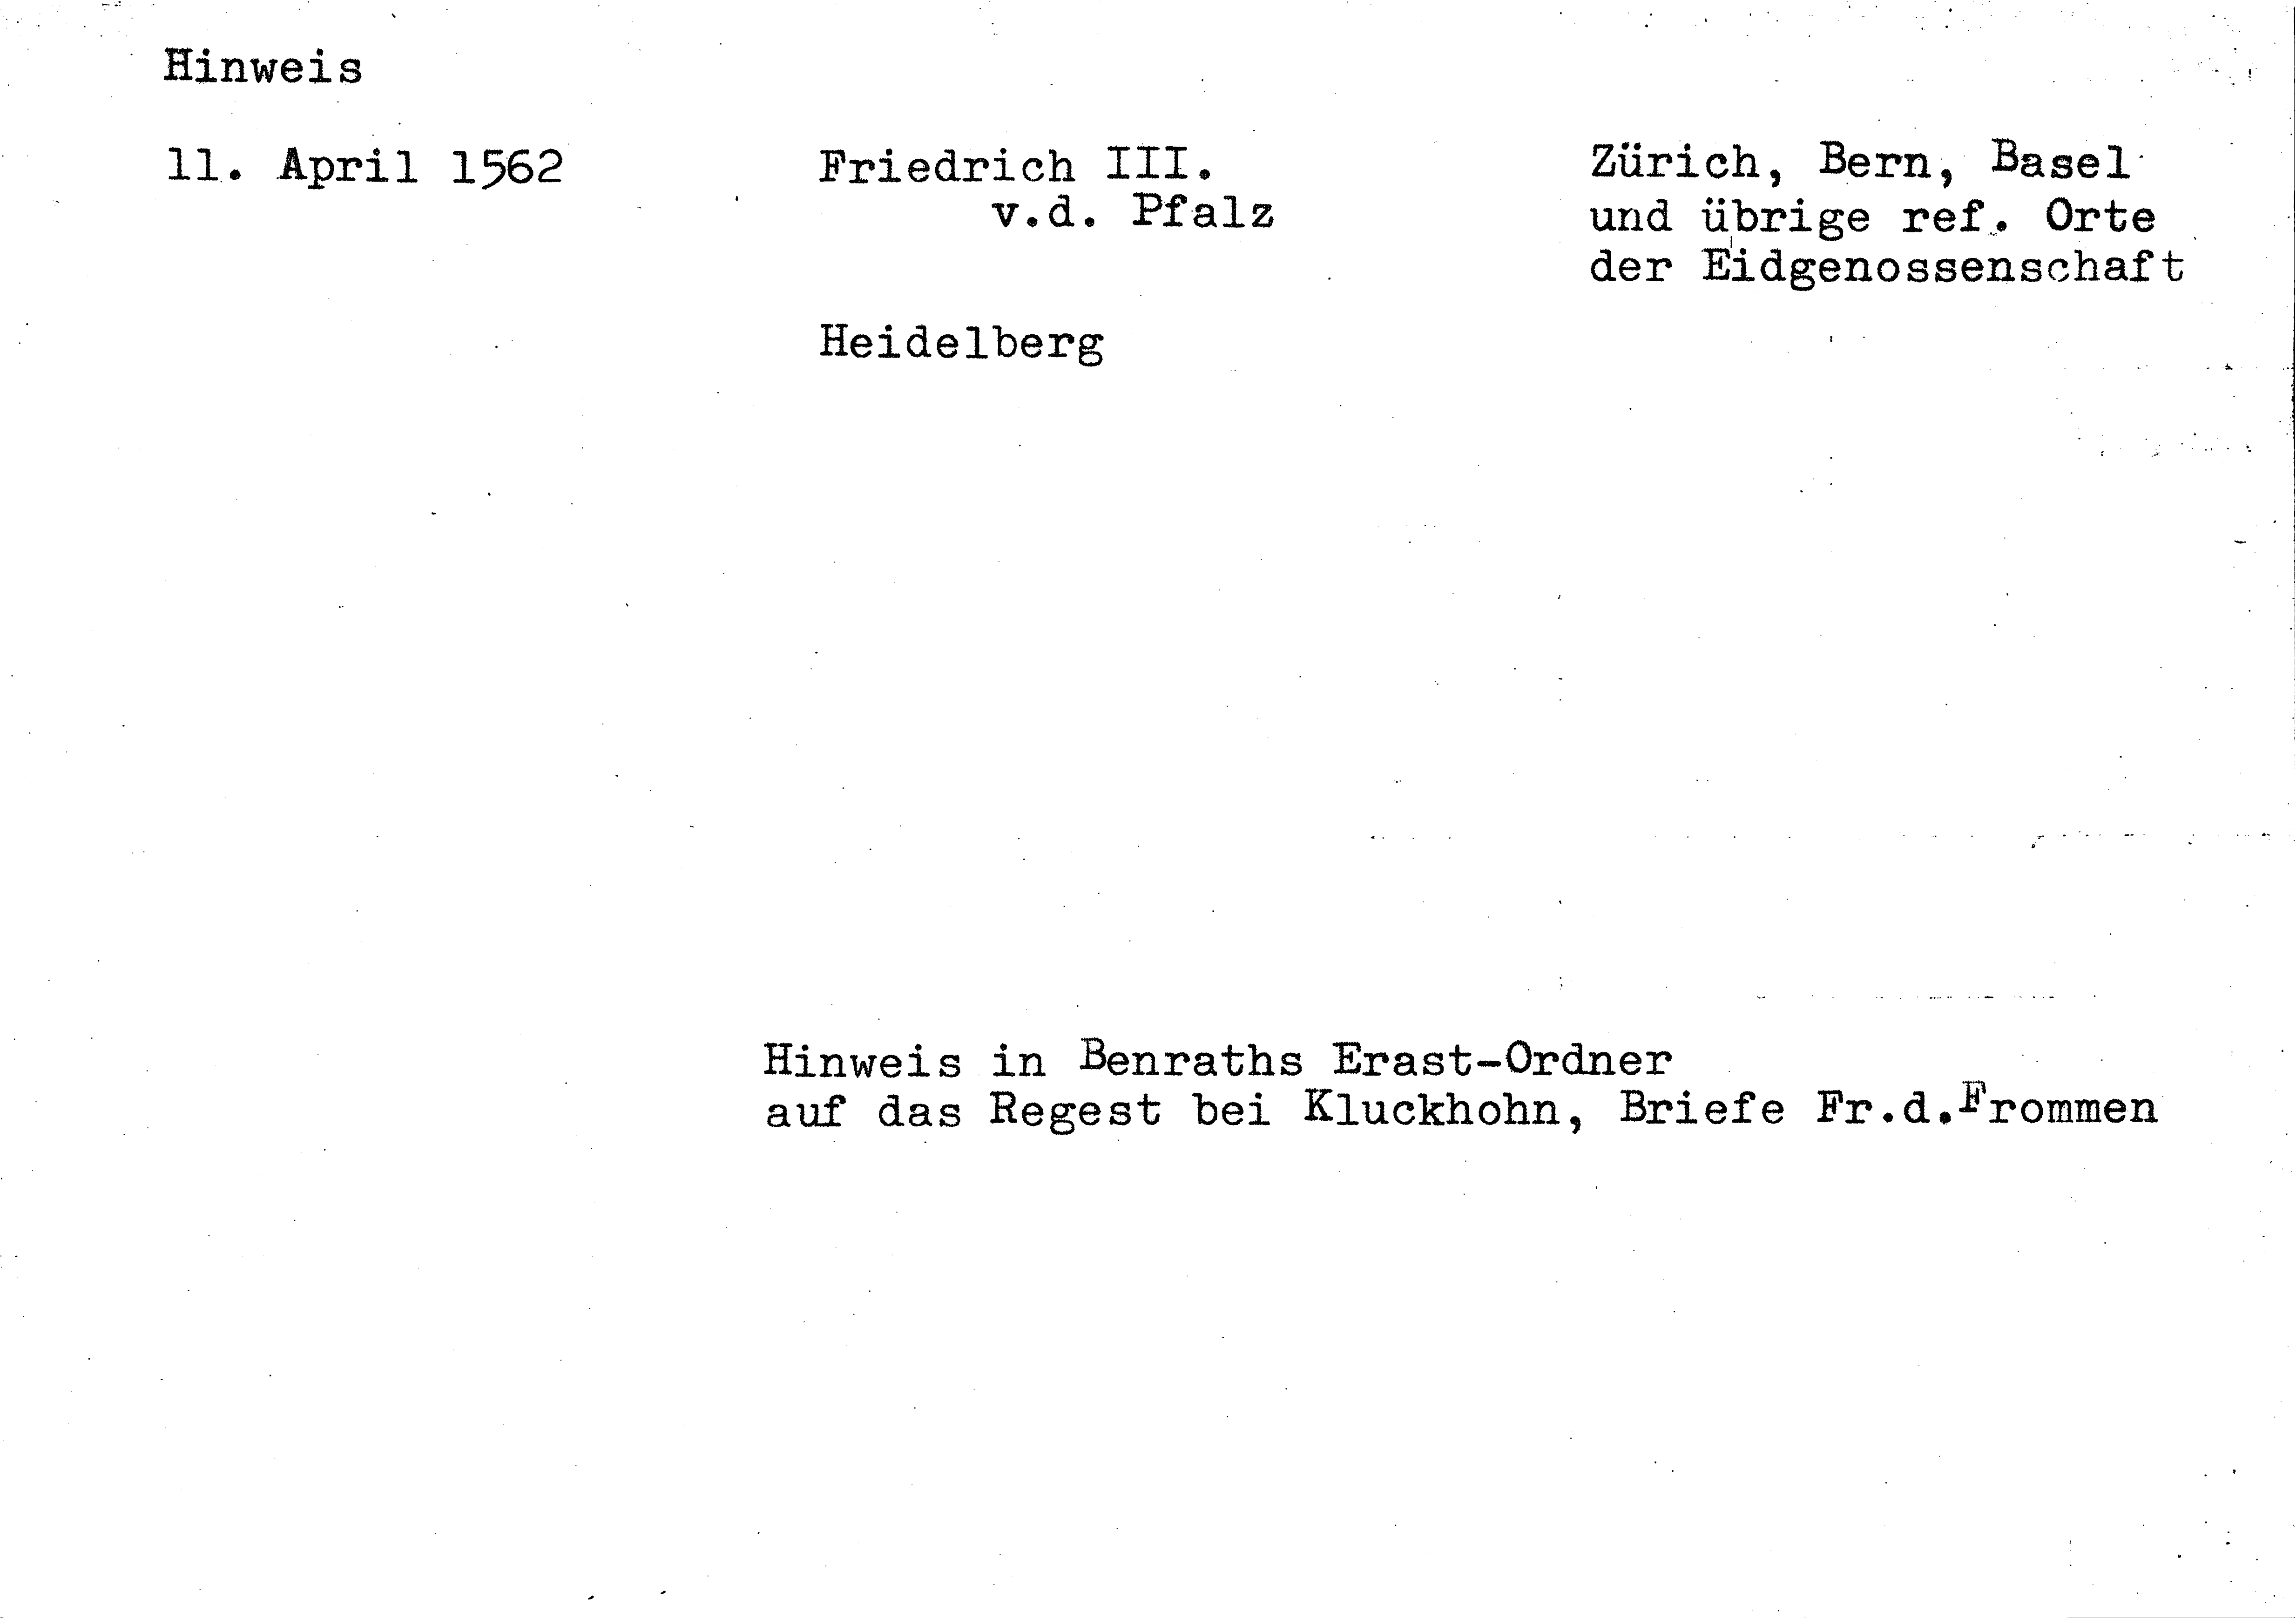 Hinweis
11. April 1562
Friedrich III.
v.d. Pfalz
Heidelberg
Zürich, Bern, Basel
und übrige ref. Orte
der Eidgenossenschaft
Hinweis in Benraths Erast-Ordner
auf das Regest bei Kluckhohn, Briefe Fr.d.Frommen